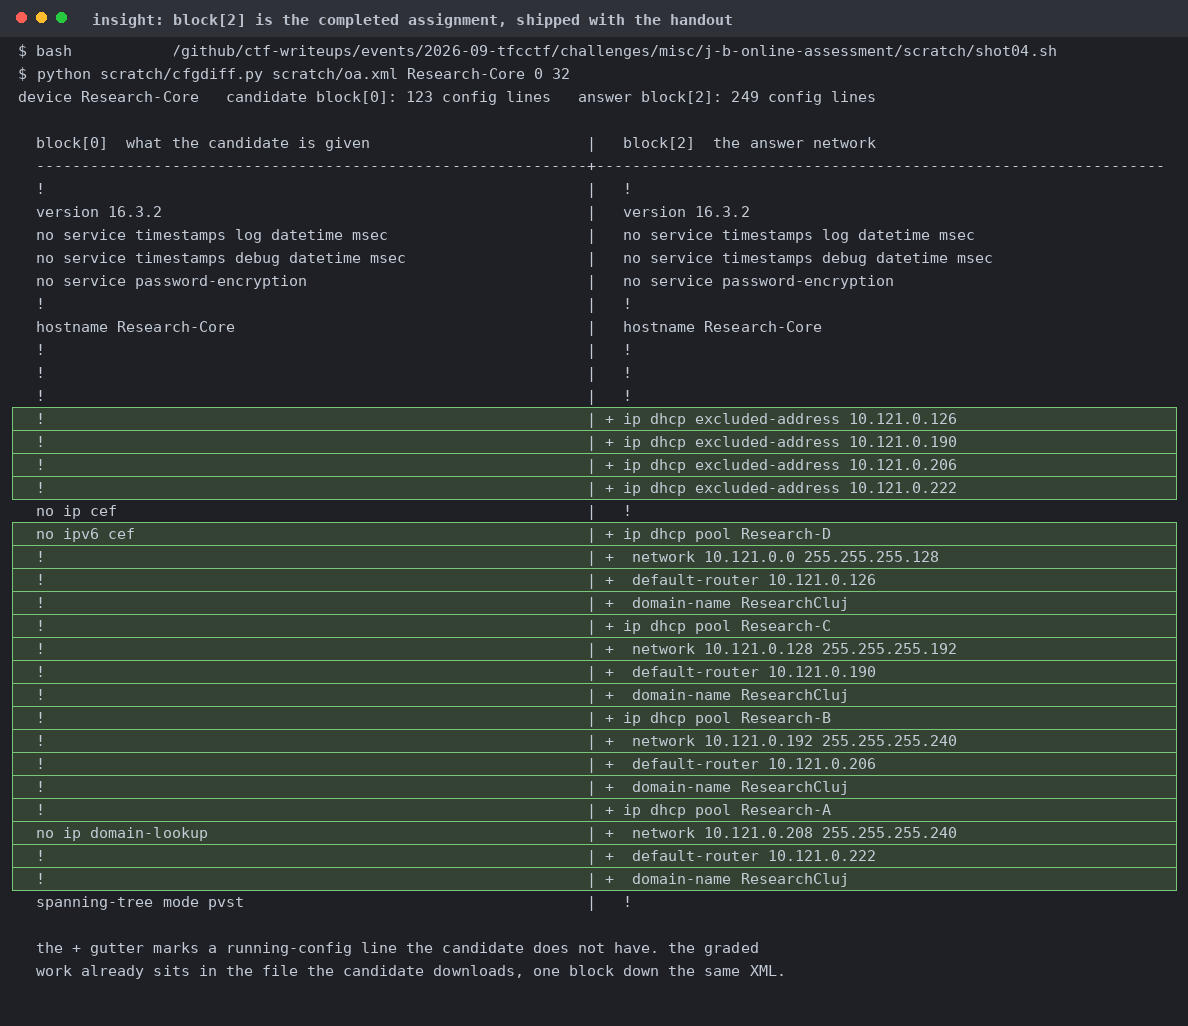 insight: block[2] is the completed assignment, shipped with the handout
$ bash           /github/ctf-writeups/events/2026-09-tfcctf/challenges/misc/j-b-online-assessment/scratch/shot04.sh
$ python scratch/cfgdiff.py scratch/oa.xml Research-Core 0 32
device Research-Core   candidate block[0]: 123 config lines   answer block[2]: 249 config lines

  block[0]  what the candidate is given                        |   block[2]  the answer network
  -------------------------------------------------------------+---------------------------------------------------------------
  !                                                            |   !
  version 16.3.2                                               |   version 16.3.2
  no service timestamps log datetime msec                      |   no service timestamps log datetime msec
  no service timestamps debug datetime msec                    |   no service timestamps debug datetime msec
  no service password-encryption                               |   no service password-encryption
  !                                                            |   !
  hostname Research-Core                                       |   hostname Research-Core
  !                                                            |   !
  !                                                            |   !
  !                                                            |   !
  !                                                            | + ip dhcp excluded-address 10.121.0.126
  !                                                            | + ip dhcp excluded-address 10.121.0.190
  !                                                            | + ip dhcp excluded-address 10.121.0.206
  !                                                            | + ip dhcp excluded-address 10.121.0.222
  no ip cef                                                    |   !
  no ipv6 cef                                                  | + ip dhcp pool Research-D
  !                                                            | +  network 10.121.0.0 255.255.255.128
  !                                                            | +  default-router 10.121.0.126
  !                                                            | +  domain-name ResearchCluj
  !                                                            | + ip dhcp pool Research-C
  !                                                            | +  network 10.121.0.128 255.255.255.192
  !                                                            | +  default-router 10.121.0.190
  !                                                            | +  domain-name ResearchCluj
  !                                                            | + ip dhcp pool Research-B
  !                                                            | +  network 10.121.0.192 255.255.255.240
  !                                                            | +  default-router 10.121.0.206
  !                                                            | +  domain-name ResearchCluj
  !                                                            | + ip dhcp pool Research-A
  no ip domain-lookup                                          | +  network 10.121.0.208 255.255.255.240
  !                                                            | +  default-router 10.121.0.222
  !                                                            | +  domain-name ResearchCluj
  spanning-tree mode pvst                                      |   !

  the + gutter marks a running-config line the candidate does not have. the graded
  work already sits in the file the candidate downloads, one block down the same XML.